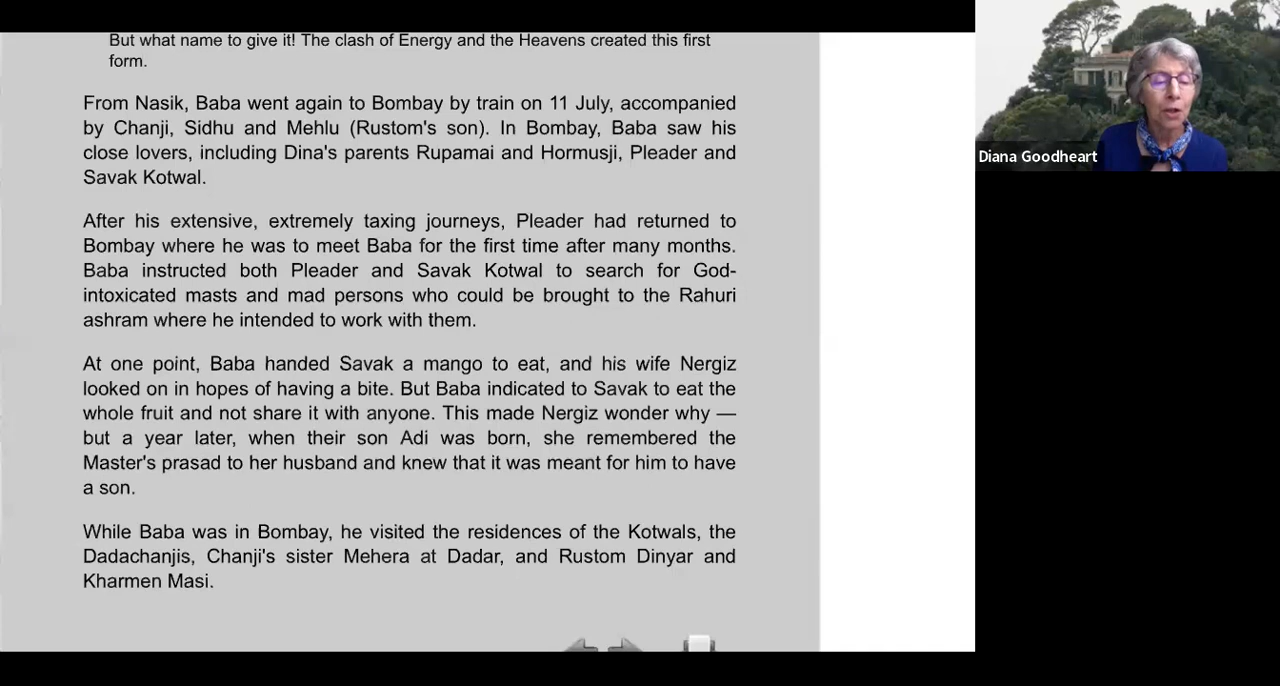 But what name to give it! The clash of Energy and the Heavens created this first
form.
From Nasik, Baba went again to Bombay by train on 11 July, accompanied
by Chanji, Sidhu and Mehlu (Rustom's son). In Bombay, Baba saw his
close lovers, including Dina's parents Rupamai and Hormusji, Pleader and
Savak Kotwal.
After his extensive, extremely taxing journeys, Pleader had returned to
Bombay where he was to meet Baba for the first time after many months.
Baba instructed both Pleader and Savak Kotwal to search for God-
intoxicated masts and mad persons who could be brought to the Rahuri
ashram where he intended to work with them.
At one point, Baba handed Savak a mango to eat, and his wife Nergiz
looked on in hopes of having a bite. But Baba indicated to Savak to eat the
whole fruit and not share it with anyone. This made Nergiz wonder why —
but a year later, when their son Adi was born, she remembered the
Master's prasad to her husband and knew that it was meant for him to have
a son.
While Baba was in Bombay, he visited the residences of the Kotwals, the
Dadachanjis, Chanji's sister Mehera at Dadar, and Rustom Dinyar and
Kharmen Masi.
Diana Goodheart